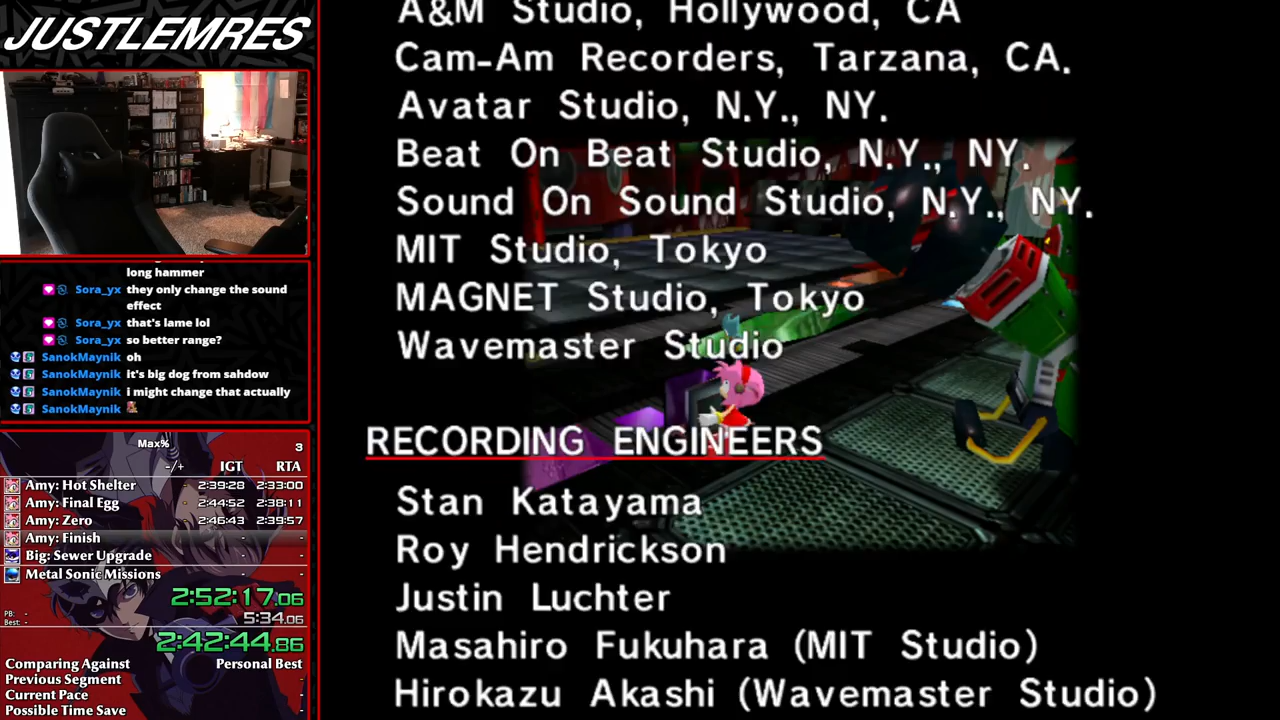 JUSTLEMRES
long hammer
Sora_yx they only change the sound
effect
Sora_yx that's lame lol
Sora_yx so better range?
SanokMaynik oh
SanokMaynik it's big dog from sahdow
SanokMaynik i might change that actually
SanokMaynik
Max% 3
-/+ IGT RTA
Amy: Hot Shelter 2:39:28 2:33:00
Amy: Final Egg - 2:44:52 2:38:11
Amy: Zero 2:46:43 2:39:57
Amy: Finish - -
Big: Sewer Upgrade - -
Metal Sonic Missions - -
2:52:17.06
PB: -
Best: -
5:34.06
2:42:44.86
Comparing Against Personal Best
Previous Segment -
Current Pace -
Possible Time Save -
A&M Studio, Hollywood, CA
Cam-Am Recorders, Tarzana, CA.
Avatar Studio, N.Y., NY.
Beat On Beat Studio, N.Y., NY.
Sound On Sound Studio, N.Y., NY.
MIT Studio, Tokyo
MAGNET Studio, Tokyo
Wavemaster Studio
RECORDING ENGINEERS
Stan Katayama
Roy Hendrickson
Justin Luchter
Masahiro Fukuhara (MIT Studio)
Hirokazu Akashi (Wavemaster Studio)